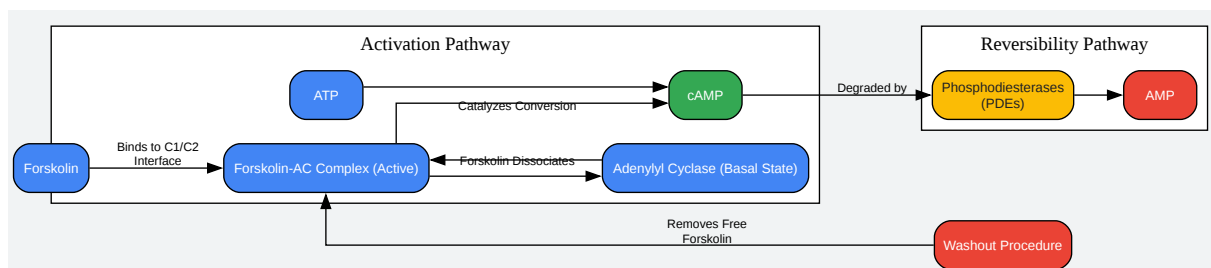 Activation Pathway
Reversibility Pathway
ATP
cAMP
Catalyzes Conversion
Degraded by
Phosphodiesterases
(PDEs)
AMP
Forskolin
Binds to C1/C2
Interface
Forskolin-AC Complex (Active)
Forskolin Dissociates
Adenylyl Cyclase (Basal State)
Removes Free
Forskolin
Washout Procedure